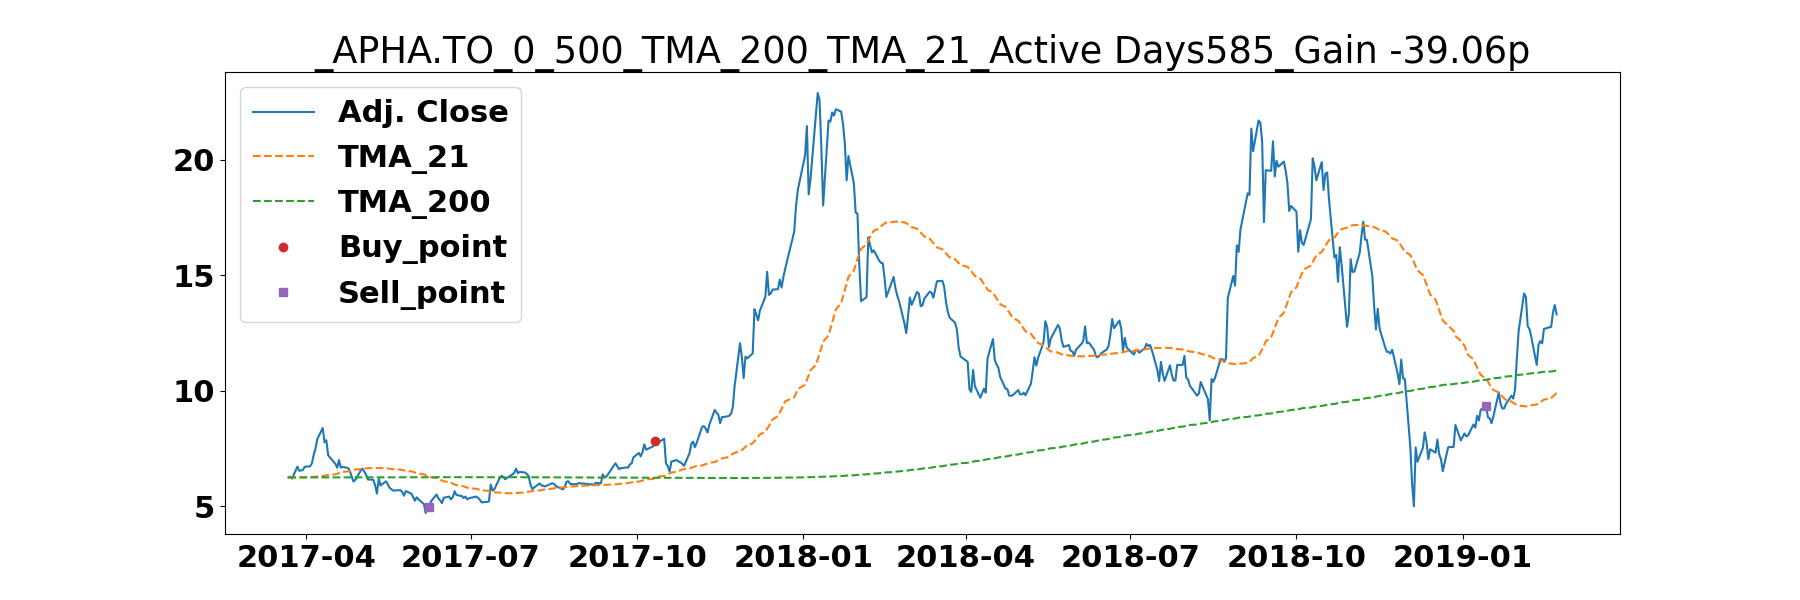 _APHA.TO_0_500_TMA_200_TMA_21_Active Days585_Gain -39.06p
Adj. Close
TMA_21
TMA_200
Buy_point
Sell_point
20
15
10
5
2017-04 2017-07 2017-10 2018-01 2018-04 2018-07 2018-10 2019-01